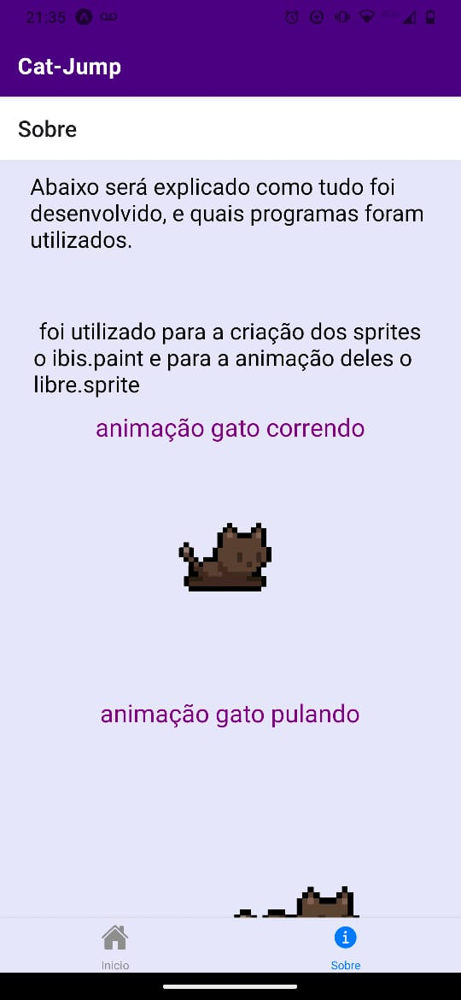 21:35
Cat-Jump
Sobre
Abaixo será explicado como tudo foi
desenvolvido, e quais programas foram
utilizados.
foi utilizado para a criação dos sprites
o ibis.paint e para a animação deles o
libre.sprite
animação gato correndo
animação gato pulando
Inicio
Sobre